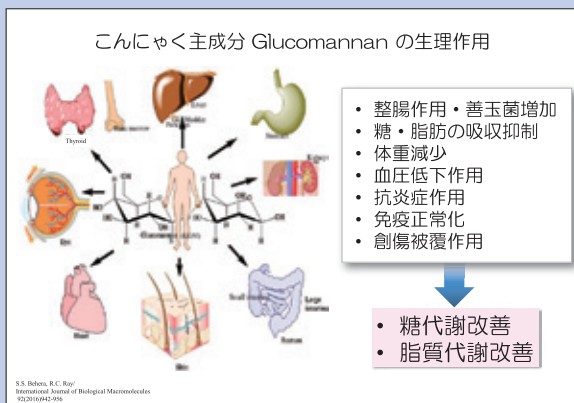 こんにゃく主成分 Glucomannan の生理作用
Thyroid
Liver
Kidney
Heart
Skin
Small intestine
Large
Rectum
• 整腸作用・善玉菌増加
• 糖・脂肪の吸収抑制
• 体重減少
• 血圧低下作用
• 抗炎症作用
• 免疫正常化
• 創傷被覆作用
• 糖代謝改善
• 脂質代謝改善
S.S. Behera, R.C. Ray/
International Journal of Biological Macromolecules
92(2016)942-956